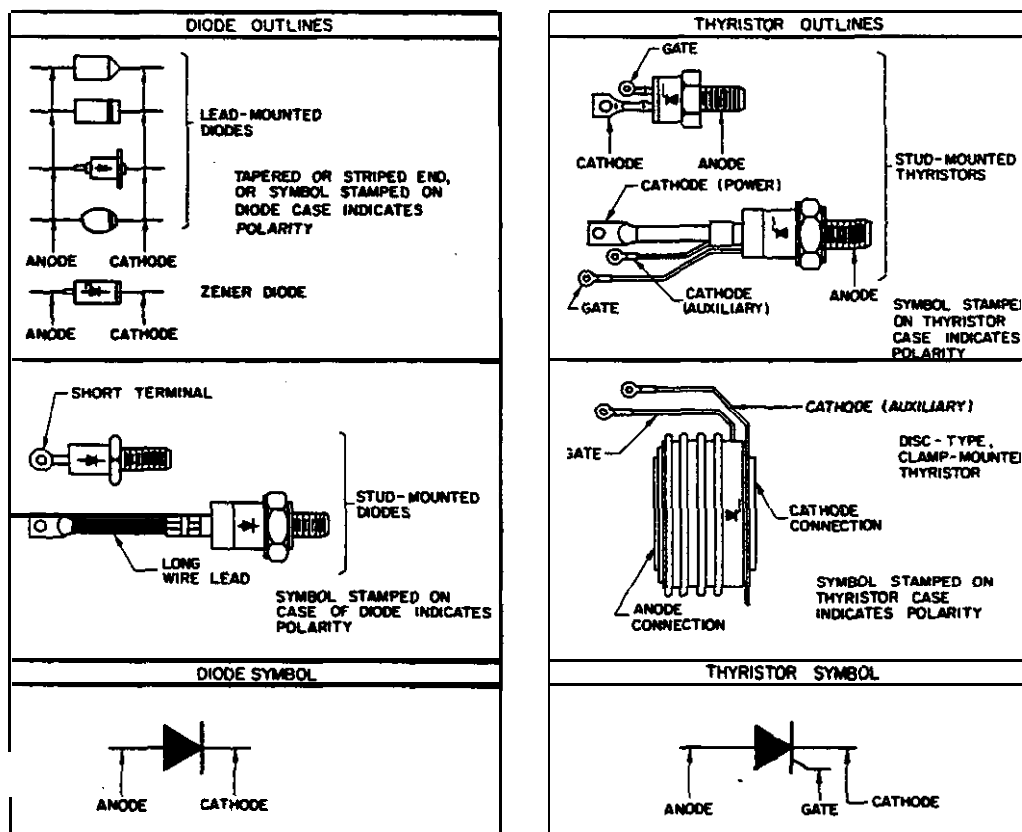 DIODE OUTLINES
LEAD-MOUNTED
DIODES
TAPERED OR STRIPED END,
OR SYMBOL STAMPED ON
DIODE CASE INDICATES
POLARITY
ANODE CATHODE
ZENER DIODE
ANODE CATHODE
SHORT TERMINAL
STUD-MOUNTED
DIODES
LONG
WIRE LEAD
SYMBOL STAMPED ON
CASE OF DIODE INDICATES
POLARITY
DIODE SYMBOL
ANODE CATHODE
THYRISTOR OUTLINES
GATE
CATHODE ANODE
STUD-MOUNTED
THYRISTORS
CATHODE (POWER)
CATHODE
(AUXILIARY)
GATE
ANODE
SYMBOL STAMPED
ON THYRISTOR
CASE INDICATES
POLARITY
CATHODE (AUXILIARY)
GATE
DISC-TYPE,
CLAMP-MOUNTED
THYRISTOR
CATHODE
CONNECTION
ANODE
CONNECTION
SYMBOL STAMPED ON
THYRISTOR CASE
INDICATES POLARITY
THYRISTOR SYMBOL
ANODE GATE CATHODE